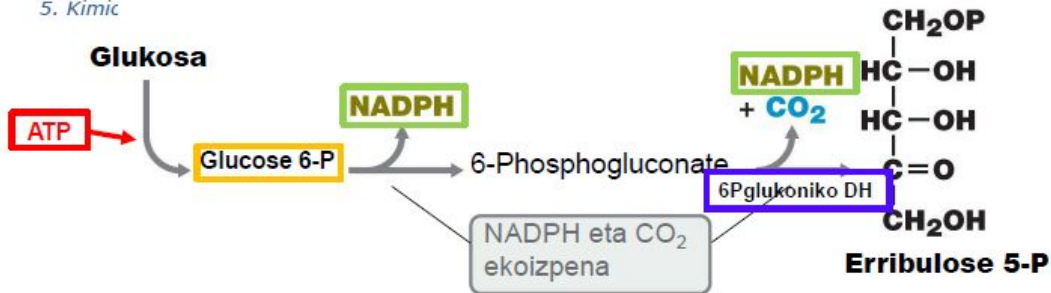 5. Kimic
Glukosa
ATP
Glucose 6-P
NADPH
6-Phosphogluconate
NADPH
+ CO₂
6Pglukoniko DH
NADPH eta CO₂
ekoizpena
CH₂OP
HC–OH
HC–OH
C=O
CH₂OH
Erribulose 5-P